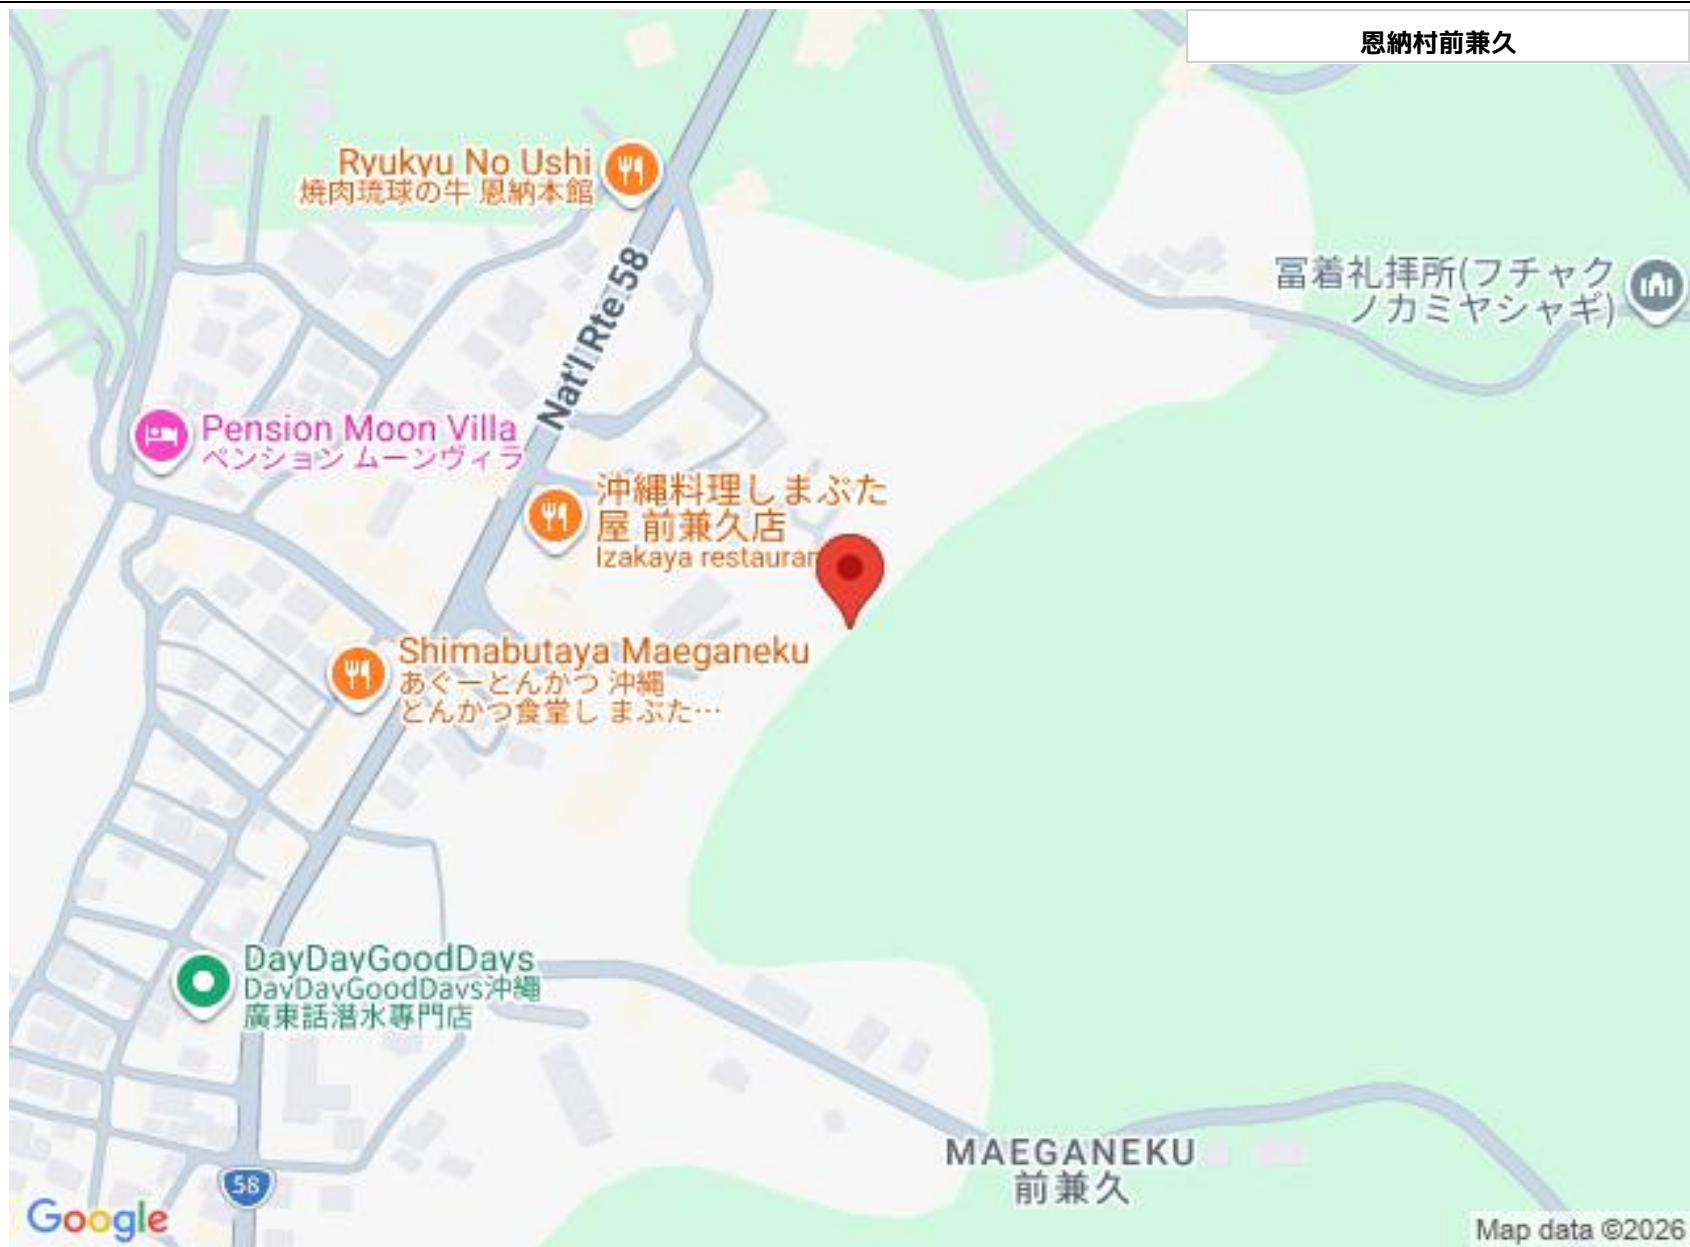 恩納村前兼久
Ryukyu No Ushi
焼肉琉球の牛 恩納本館
Nat'l Rte 58
冨着礼拝所(フチャク
ノカミヤシャギ)
Pension Moon Villa
ペンション ムーンヴィラ
沖縄料理しまぶた
屋 前兼久店
Izakaya restauran
Shimabutaya Maeganeku
あぐーとんかつ 沖縄
とんかつ食堂し まぶた…
DayDayGoodDays
DayDayGoodDays沖繩
廣東話潛水專門店
MAEGANEKU
前兼久
58
Google
Map data ©2026